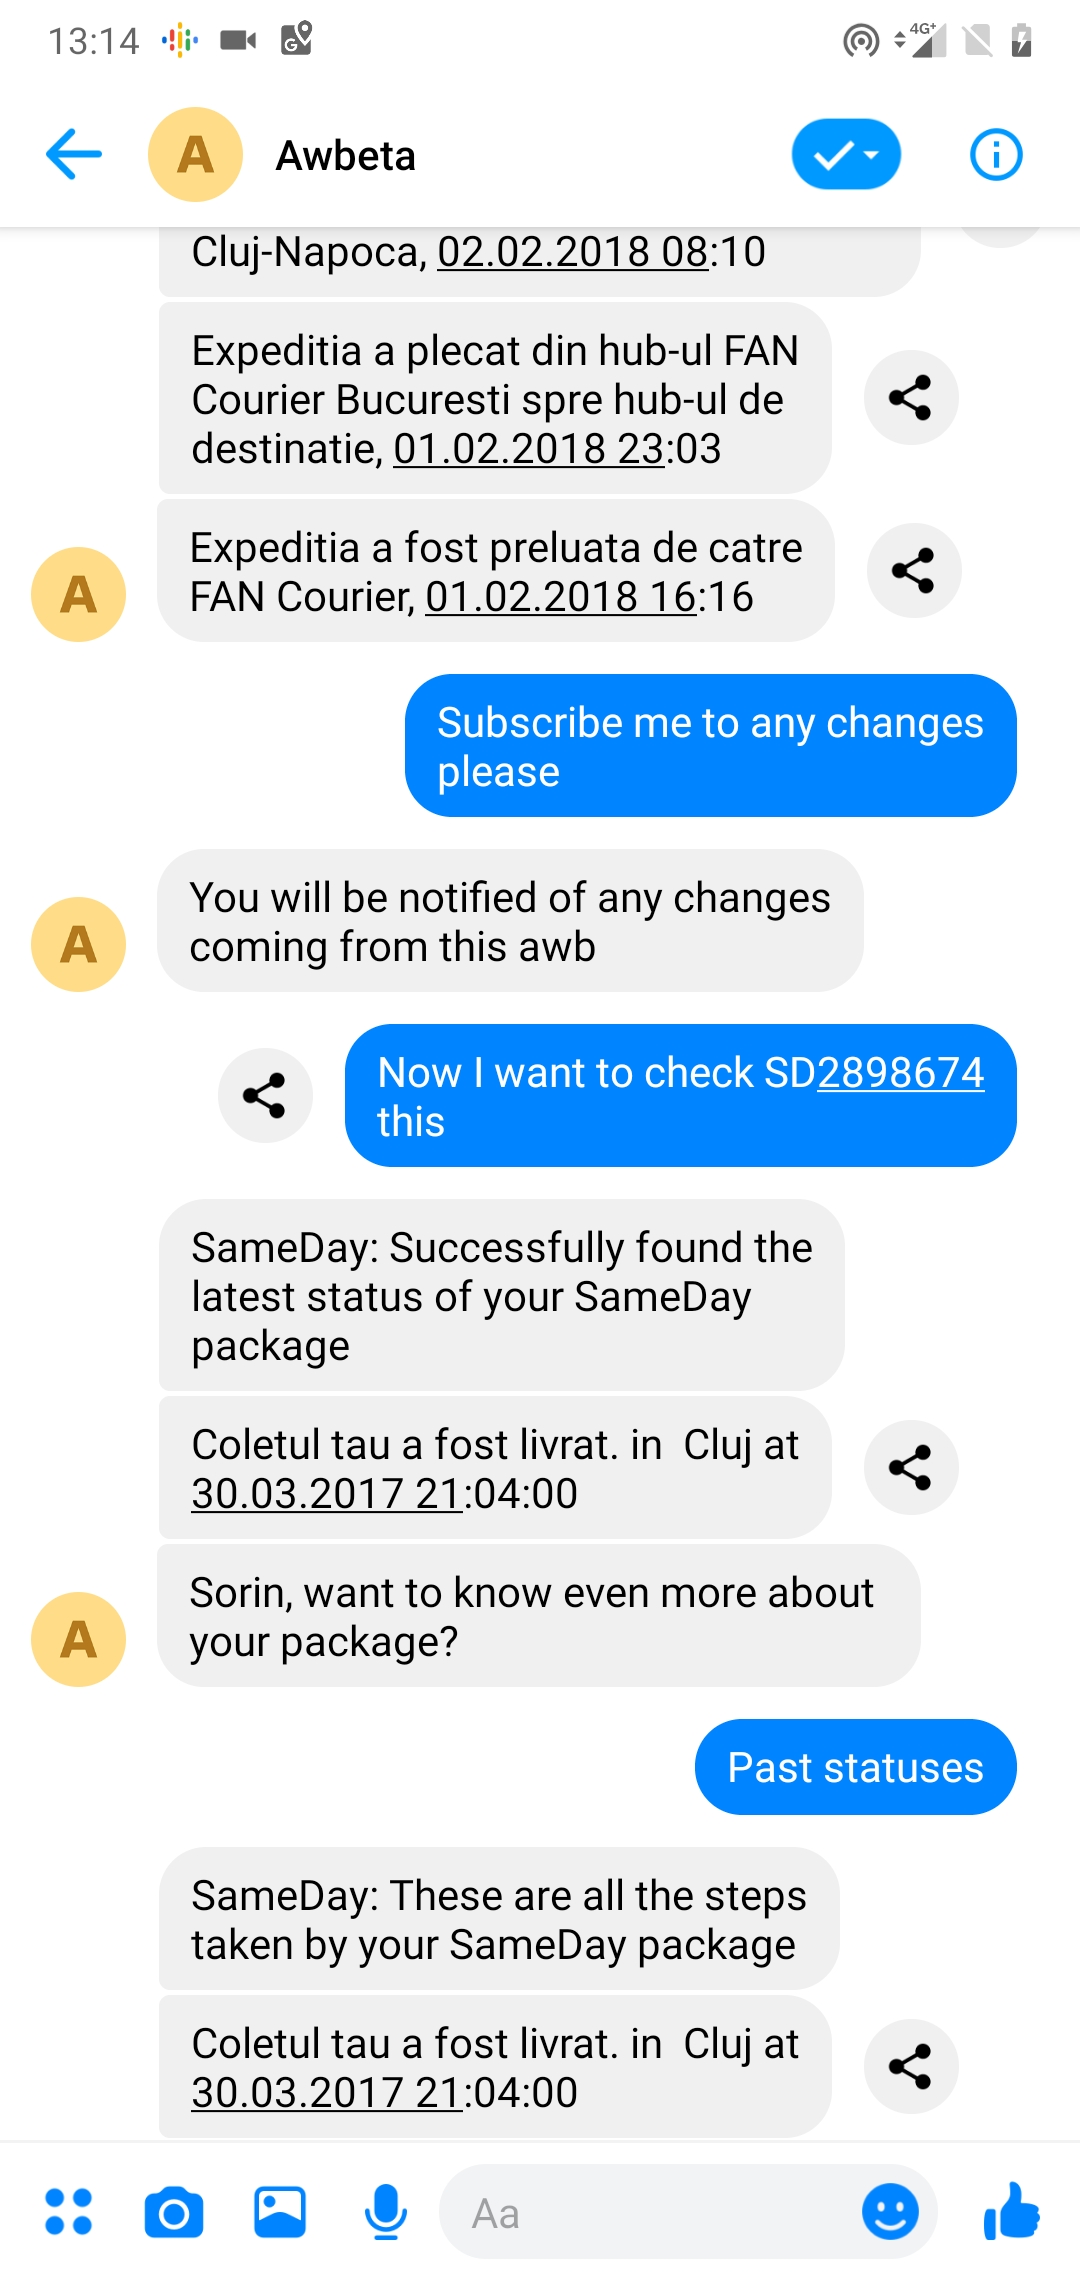 13:14
4G+
A
Awbeta
Cluj-Napoca, 02.02.2018 08:10
Expeditia a plecat din hub-ul FAN
Courier Bucuresti spre hub-ul de
destinatie, 01.02.2018 23:03
Expeditia a fost preluata de catre
FAN Courier, 01.02.2018 16:16
A
Subscribe me to any changes
please
You will be notified of any changes
coming from this awb
A
Now I want to check SD2898674
this
SameDay: Successfully found the
latest status of your SameDay
package
Coletul tau a fost livrat. in  Cluj at
30.03.2017 21:04:00
Sorin, want to know even more about
your package?
A
Past statuses
SameDay: These are all the steps
taken by your SameDay package
Coletul tau a fost livrat. in  Cluj at
30.03.2017 21:04:00
Aa